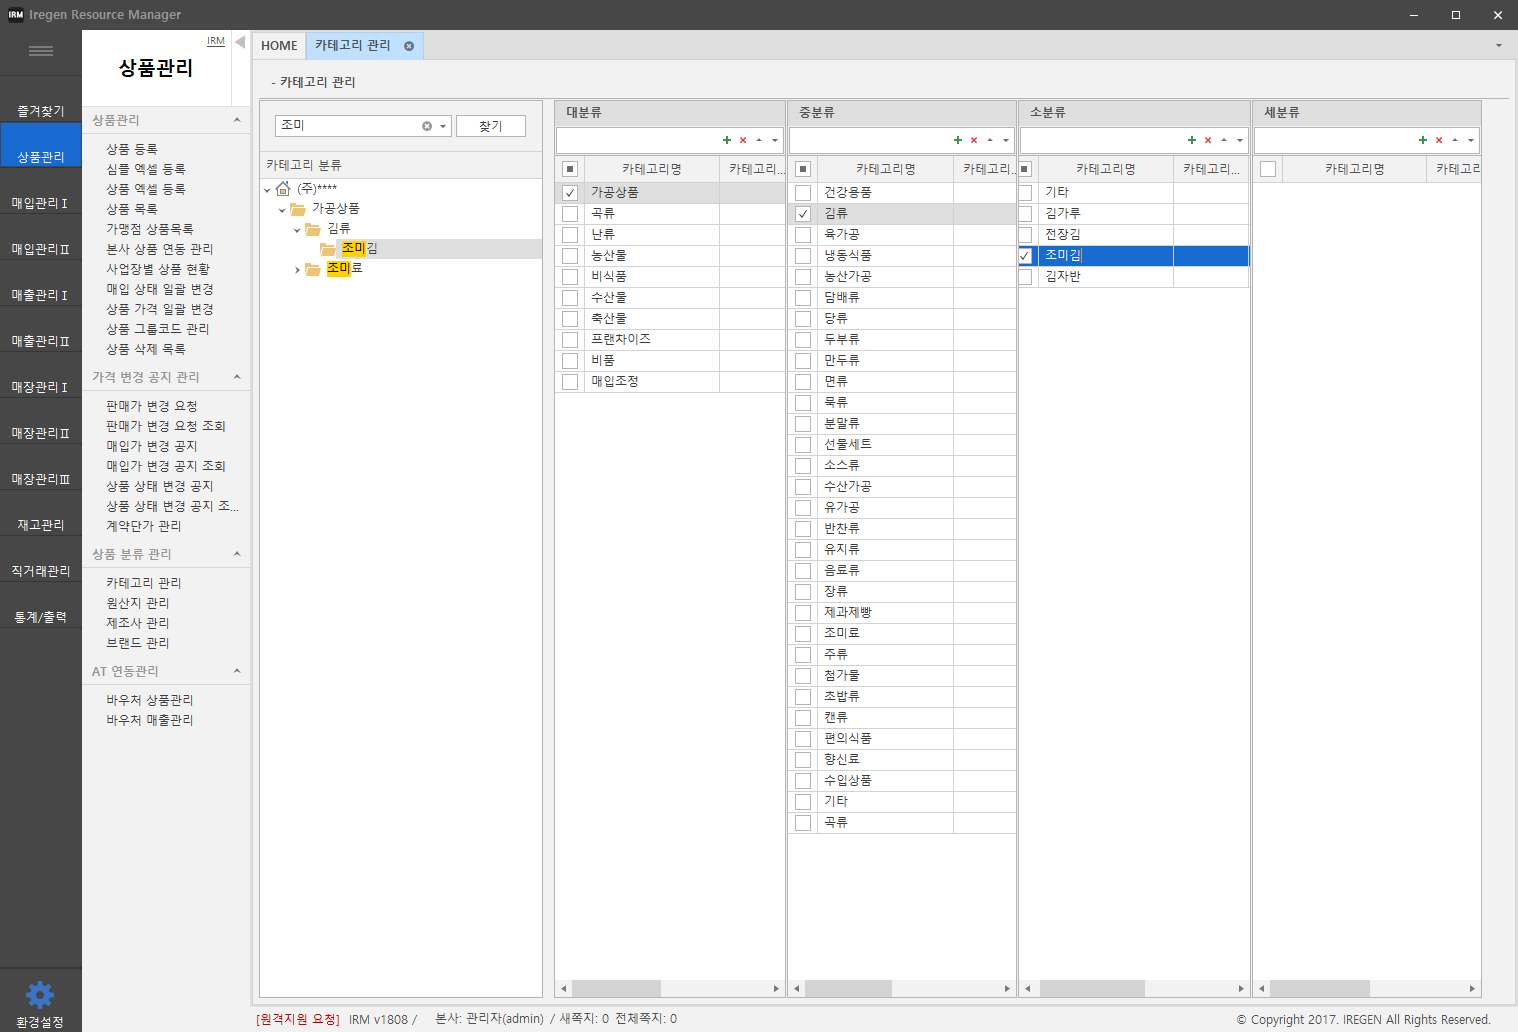 IRM Iregen Resource Manager
IRM
상품관리
즐겨찾기
상품관리
매입관리Ⅰ
매입관리Ⅱ
매출관리Ⅰ
매출관리Ⅱ
매장관리Ⅰ
매장관리Ⅱ
매장관리Ⅲ
재고관리
직거래관리
통계/출력
환경설정
상품관리
상품 등록
심플 엑셀 등록
상품 엑셀 등록
상품 목록
가맹점 상품목록
본사 상품 연동 관리
사업장별 상품 현황
매입 상태 일괄 변경
상품 가격 일괄 변경
상품 그룹코드 관리
상품 삭제 목록
가격 변경 공지 관리
판매가 변경 요청
판매가 변경 요청 조회
매입가 변경 공지
매입가 변경 공지 조회
상품 상태 변경 공지
상품 상태 변경 공지 조...
계약단가 관리
상품 분류 관리
카테고리 관리
원산지 관리
제조사 관리
브랜드 관리
AT 연동관리
바우처 상품관리
바우처 매출관리
HOME 카테고리 관리
- 카테고리 관리
조미 찾기
카테고리 분류
(주)****
가공상품
김류
조미김
조미료
대분류
카테고리명 카테고리...
가공상품
곡류
난류
농산물
비식품
수산물
축산물
프랜차이즈
비품
매입조정
중분류
카테고리명 카테고리...
건강용품
김류
육가공
냉동식품
농산가공
담배류
당류
두부류
만두류
면류
묵류
분말류
선물세트
소스류
수산가공
유가공
반찬류
유지류
음료류
장류
제과제빵
조미료
주류
첨가물
초밥류
캔류
편의식품
향신료
수입상품
기타
곡류
소분류
카테고리명 카테고리...
기타
김가루
전장김
조미김
김자반
세분류
카테고리명 카테고리
[원격지원 요청] IRM v1808 / 본사: 관리자(admin) / 새쪽지: 0 전체쪽지: 0
© Copyright 2017. IREGEN All Rights Reserved.